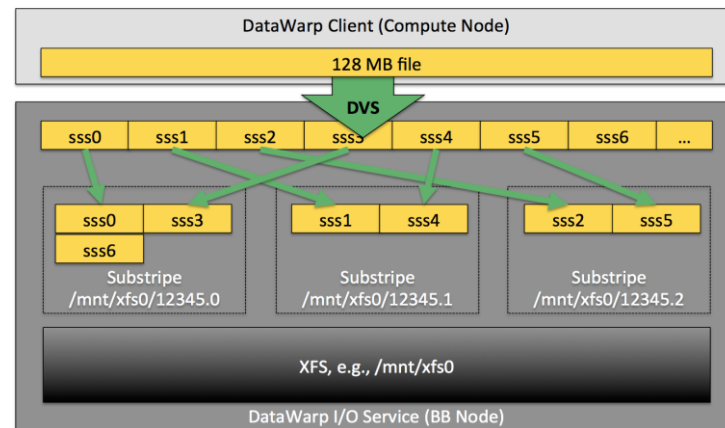 DataWarp Client (Compute Node)
128 MB file
DVS
sss0 sss1 sss2 sss3 sss4 sss5 sss6 ...
sss0 sss3 sss1 sss4 sss2 sss5
sss6
Substripe Substripe Substripe
/mnt/xfs0/12345.0 /mnt/xfs0/12345.1 /mnt/xfs0/12345.2
XFS, e.g., /mnt/xfs0
DataWarp I/O Service (BB Node)